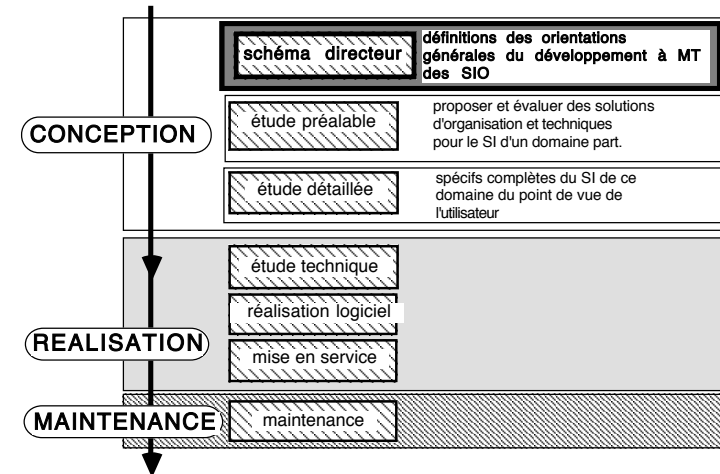 schéma directeur
définitions des orientations
générales du développement à MT
des SIO
CONCEPTION
étude préalable
proposer et évaluer des solutions
d'organisation et techniques
pour le SI d'un domaine part.
étude détaillée
spécifs complètes du SI de ce
domaine du point de vue de
l'utilisateur
étude technique
réalisation logiciel
REALISATION
mise en service
MAINTENANCE
maintenance